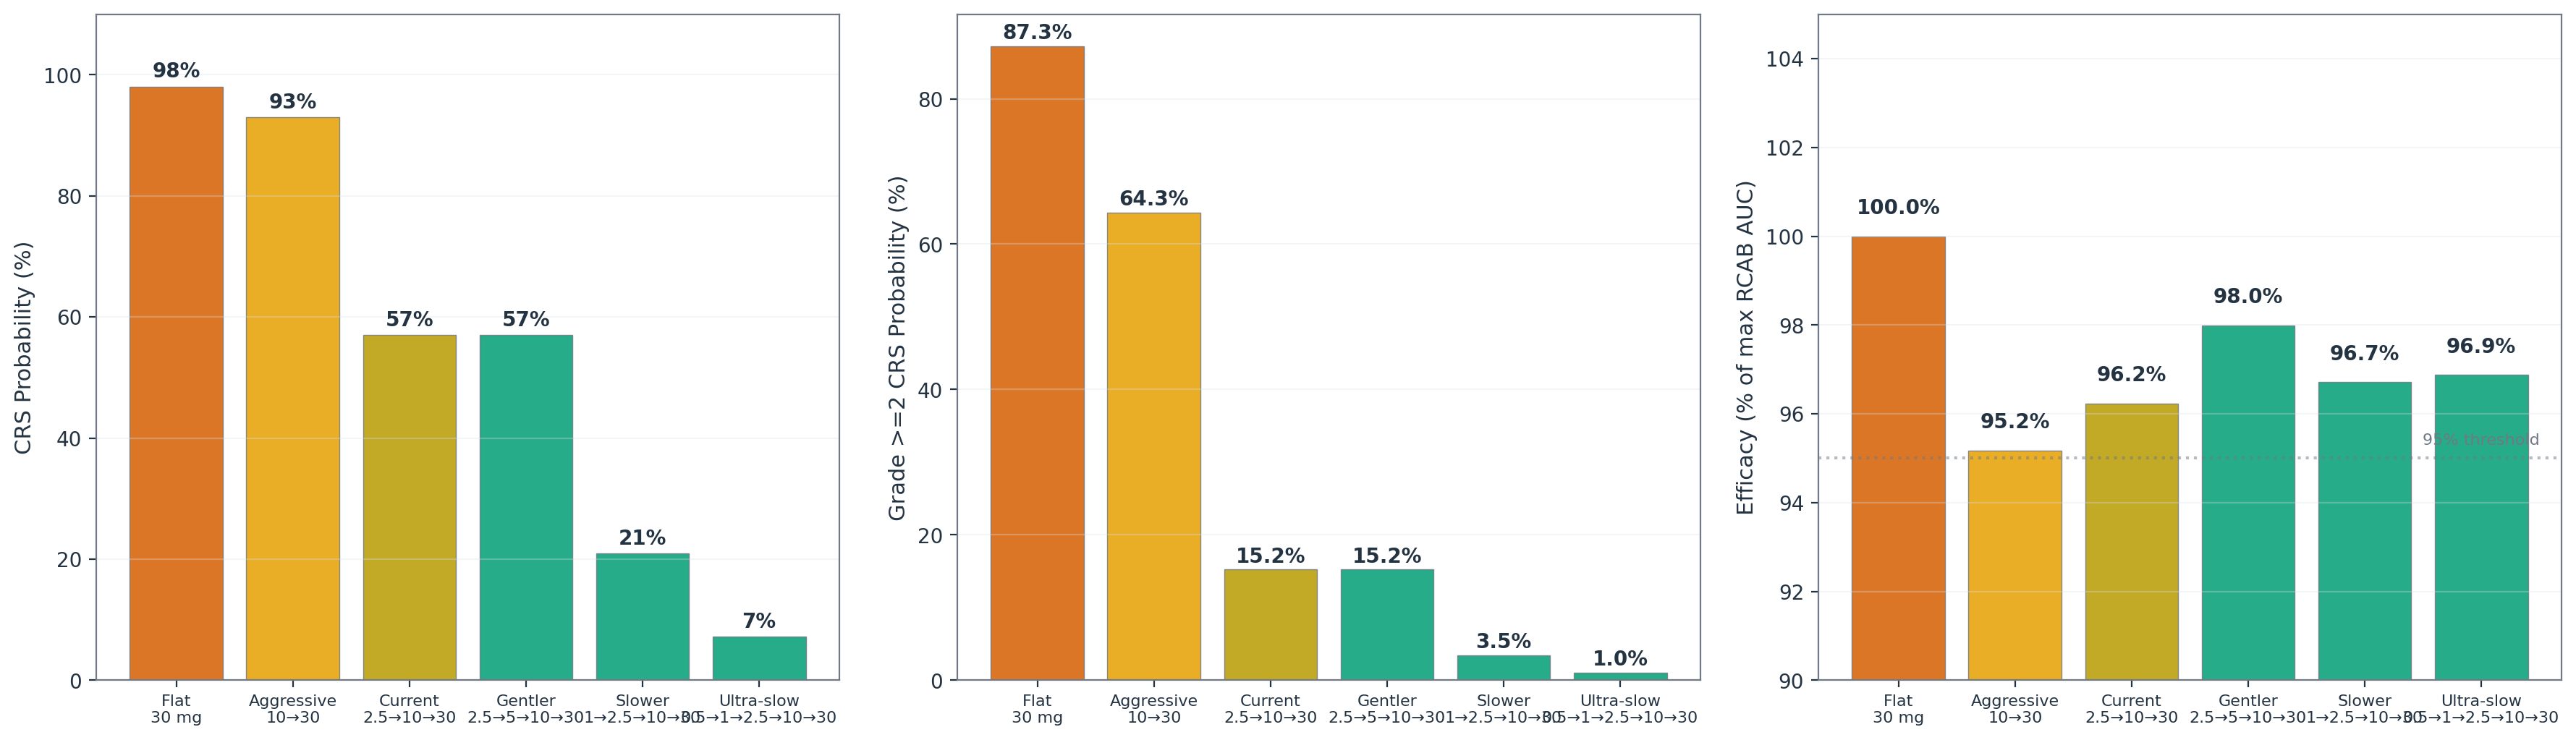 CRS Probability (%)
100
80
60
40
20
0
98%
93%
57%
57%
21%
7%
Flat
30 mg
Aggressive
10→30
Current
2.5→10→30
Gentler
2.5→5→10→30
Slower
1→2.5→10→30
Ultra-slow
5→1→2.5→10→30
Grade >=2 CRS Probability (%)
80
60
40
20
0
87.3%
64.3%
15.2%
15.2%
3.5%
1.0%
Flat
30 mg
Aggressive
10→30
Current
2.5→10→30
Gentler
2.5→5→10→30
Slower
1→2.5→10→30
Ultra-slow
5→1→2.5→10→30
Efficacy (% of max RCAB AUC)
104
102
100
98
96
94
92
90
100.0%
95.2%
96.2%
98.0%
96.7%
96.9%
95% threshold
Flat
30 mg
Aggressive
10→30
Current
2.5→10→30
Gentler
2.5→5→10→30
Slower
1→2.5→10→30
Ultra-slow
5→1→2.5→10→30